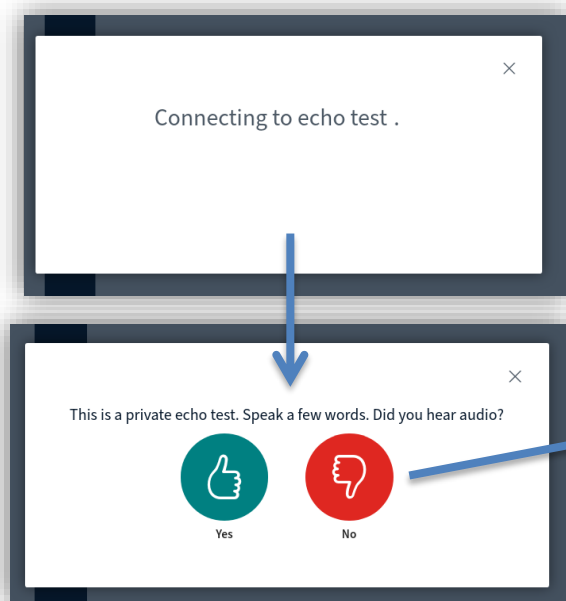 Connecting to echo test .
This is a private echo test. Speak a few words. Did you hear audio?
Yes No